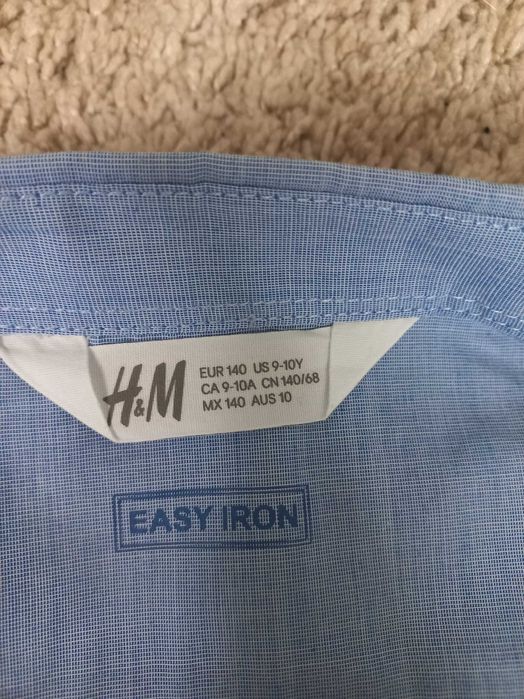 H&M
EUR 140 US 9-10Y
CA 9-10A CN 140/68
MX 140 AUS 10
EASY IRON